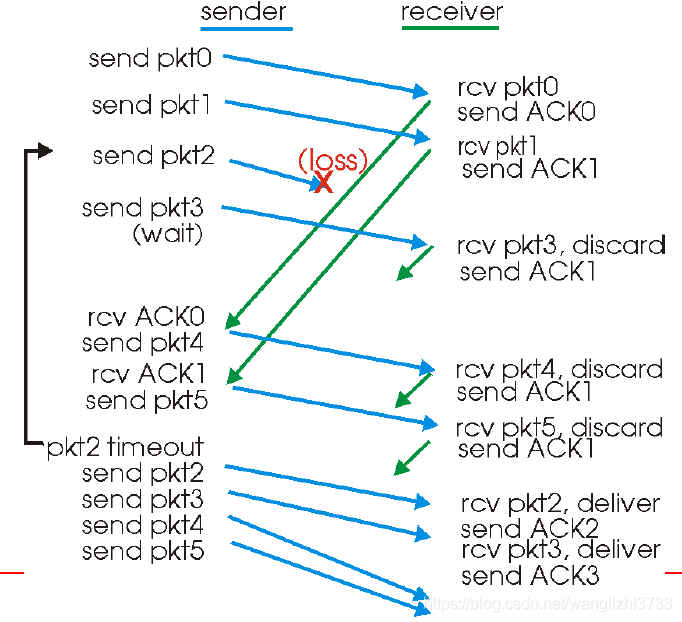 sender
receiver
send pkt0
send pkt1
send pkt2
(loss)
X
send pkt3
(wait)
rcv ACK0
send pkt4
rcv ACK1
send pkt5
pkt2 timeout
send pkt2
send pkt3
send pkt4
send pkt5
rcv pkt0
send ACK0
rcv pkt1
send ACK1
rcv pkt3, discard
send ACK1
rcv pkt4, discard
send ACK1
rcv pkt5, discard
send ACK1
rcv pkt2, deliver
send ACK2
rcv pkt3, deliver
send ACK3
https://blog.csdn.net/wanglizhi3733